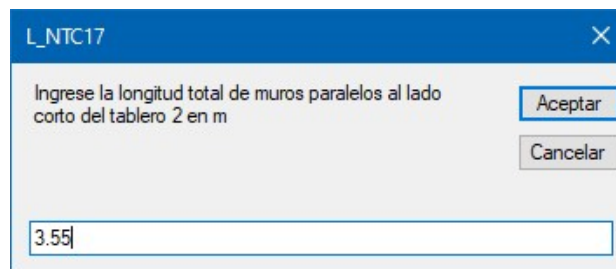 L_NTC17
Ingrese la longitud total de muros paralelos al lado
corto del tablero 2 en m
Aceptar
Cancelar
3.55